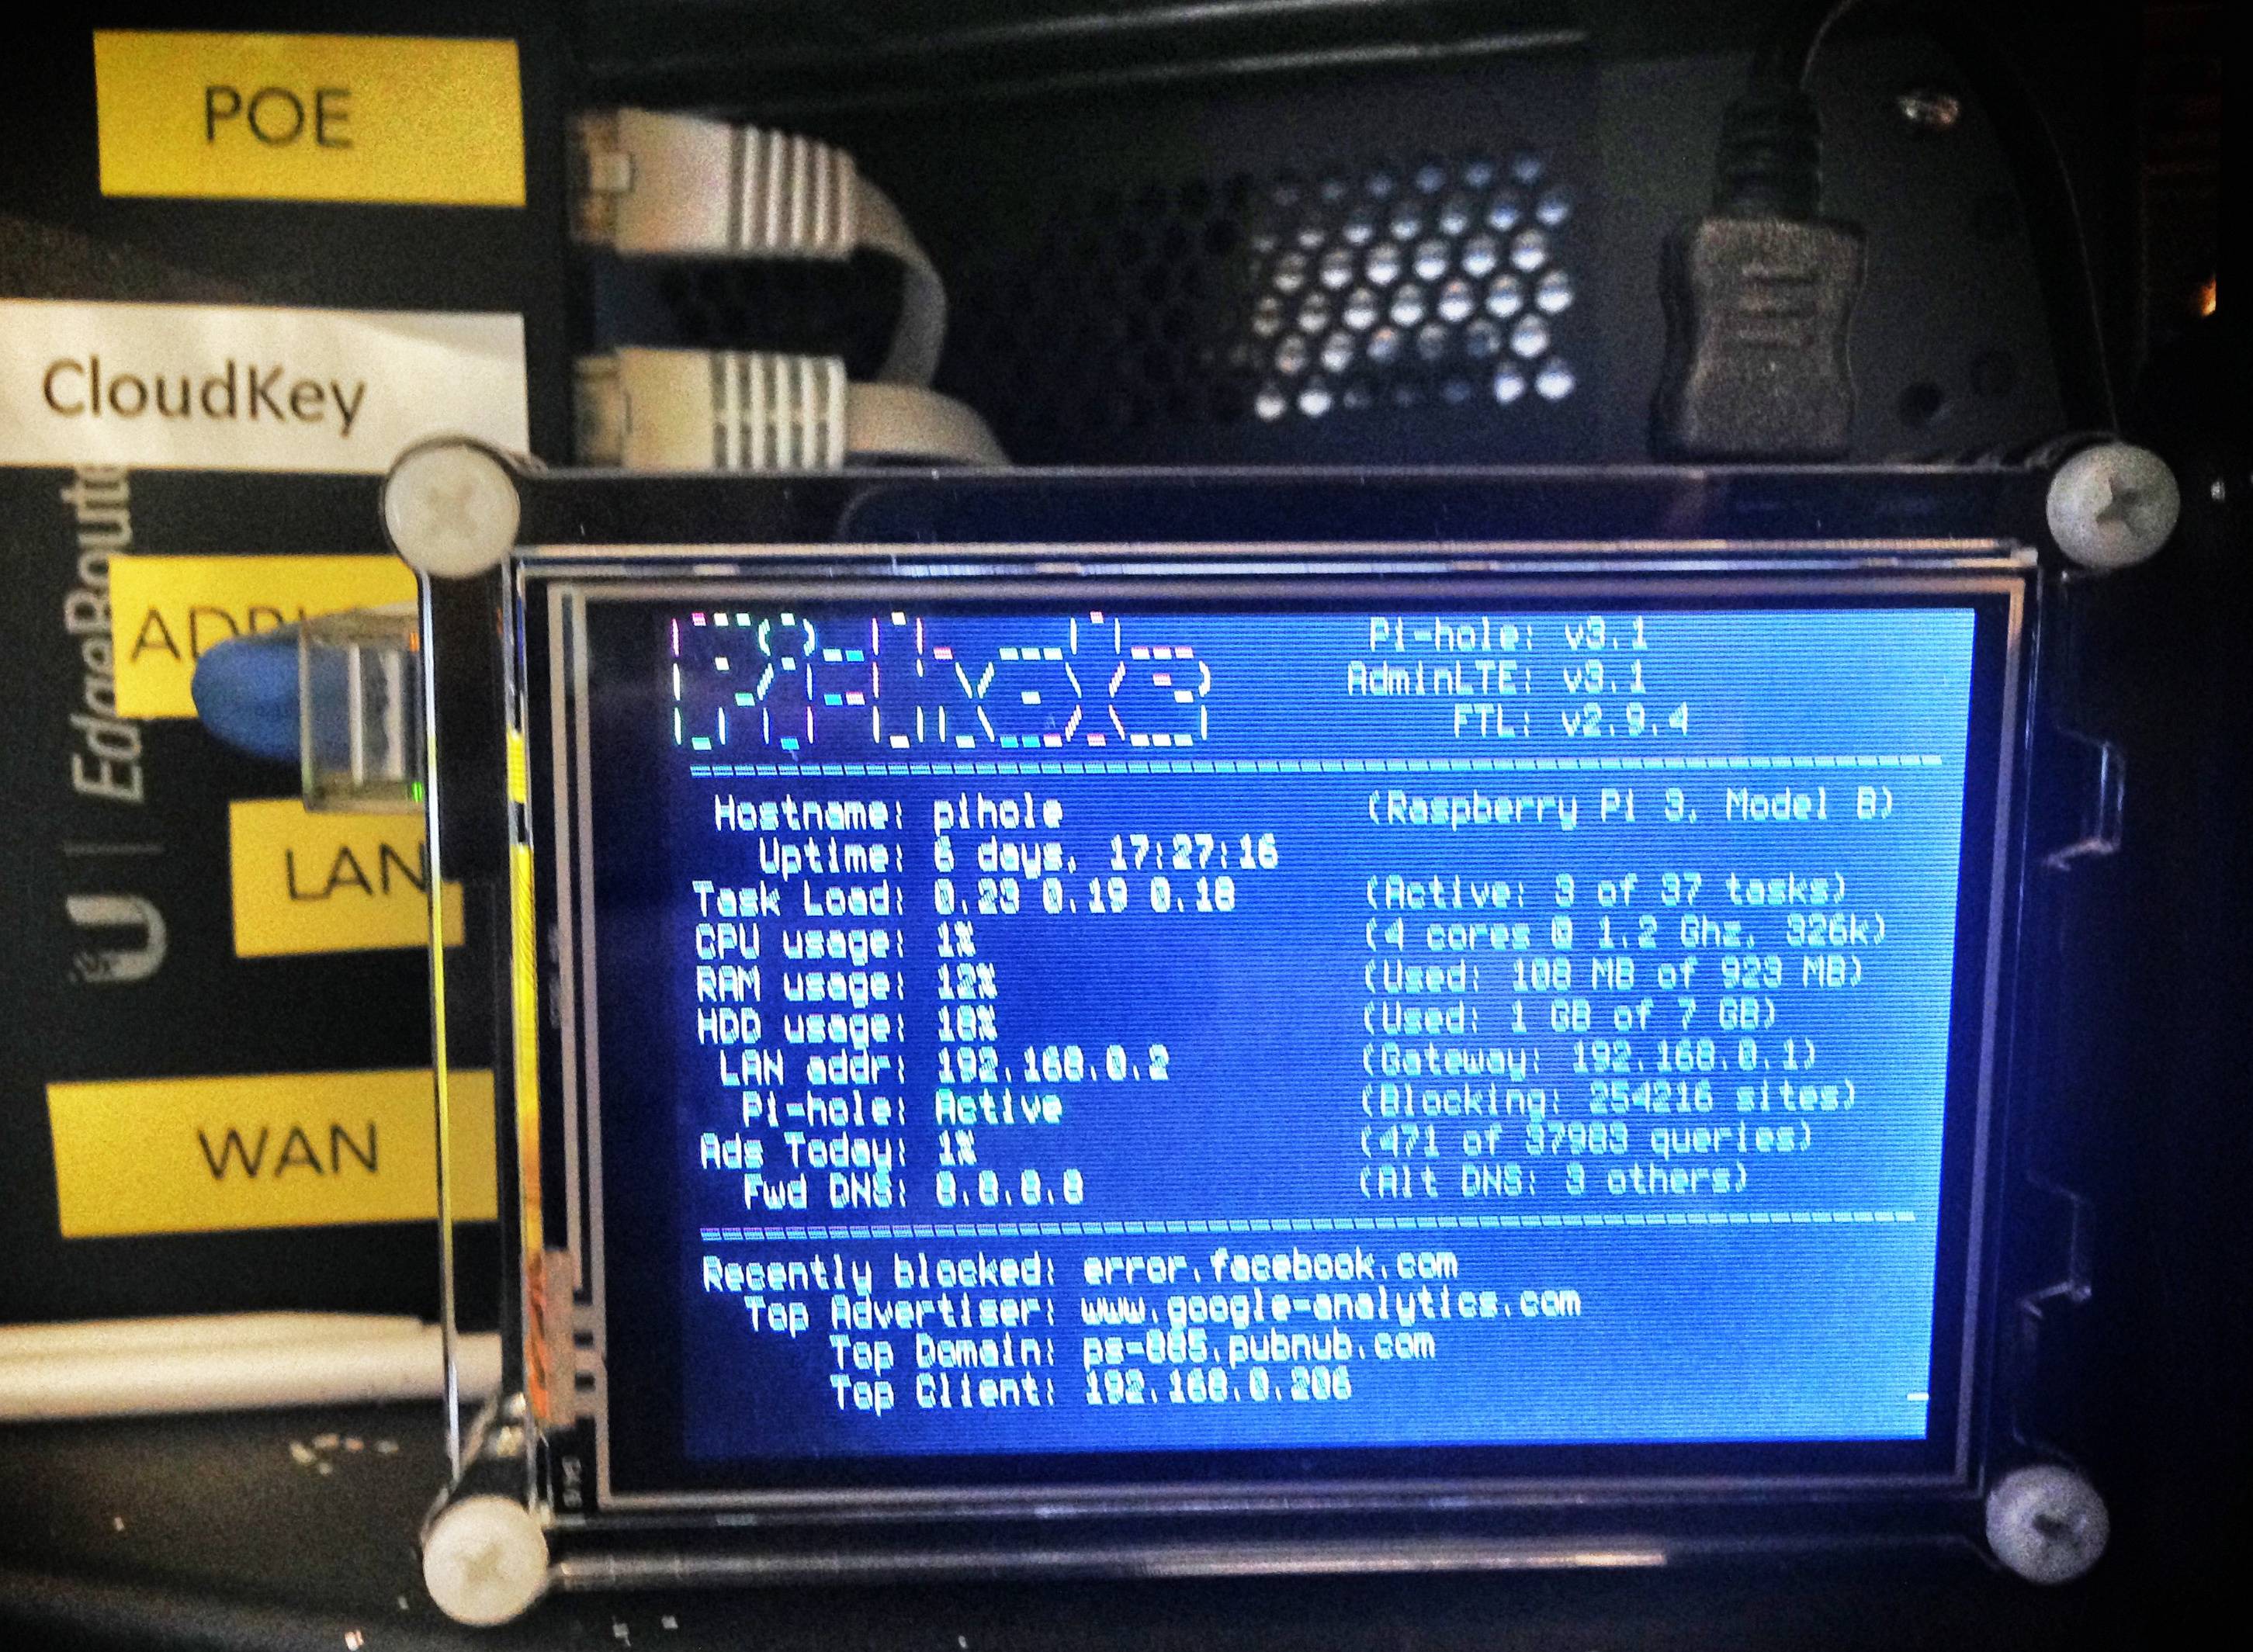 POE
CloudKey
EdgeRoute
LAN
WAN
Pi-hole
Pi-hole: v3.1
AdminLTE: v3.1
FTL: v2.9.4
Hostname: pihole (Raspberry Pi 3, Model B)
Uptime: 6 days, 17:27:16
Task Load: 0.23 0.19 0.18 (Active: 3 of 37 tasks)
CPU usage: 1% (4 cores @ 1.2 Ghz, 326k)
RAM usage: 12% (Used: 108 MB of 923 MB)
HDD usage: 18% (Used: 1 GB of 7 GB)
LAN addr: 192.168.0.2 (Gateway: 192.168.0.1)
Pi-hole: Active (Blocking: 254216 sites)
Ads Today: 1% (471 of 37983 queries)
Fwd DNS: 8.8.8.8 (Alt DNS: 3 others)
Recently blocked: error.facebook.com
Top Advertiser: www.google-analytics.com
Top Domain: ps-885.pubnub.com
Top Client: 192.168.0.206